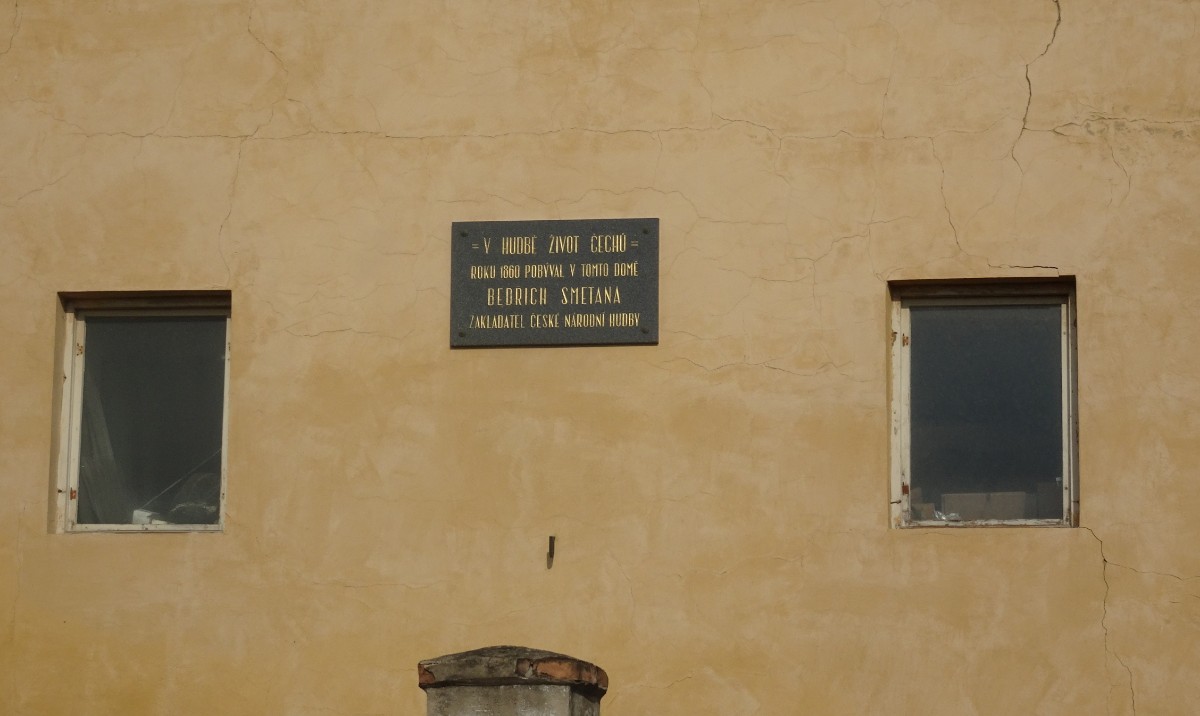 = V HUDBĚ ŽIVOT ČECHŮ =
ROKU 1860 POBÝVAL V TOMTO DOMĚ
BEDŘICH SMETANA
ZAKLADATEL ČESKÉ NÁRODNÍ HUDBY